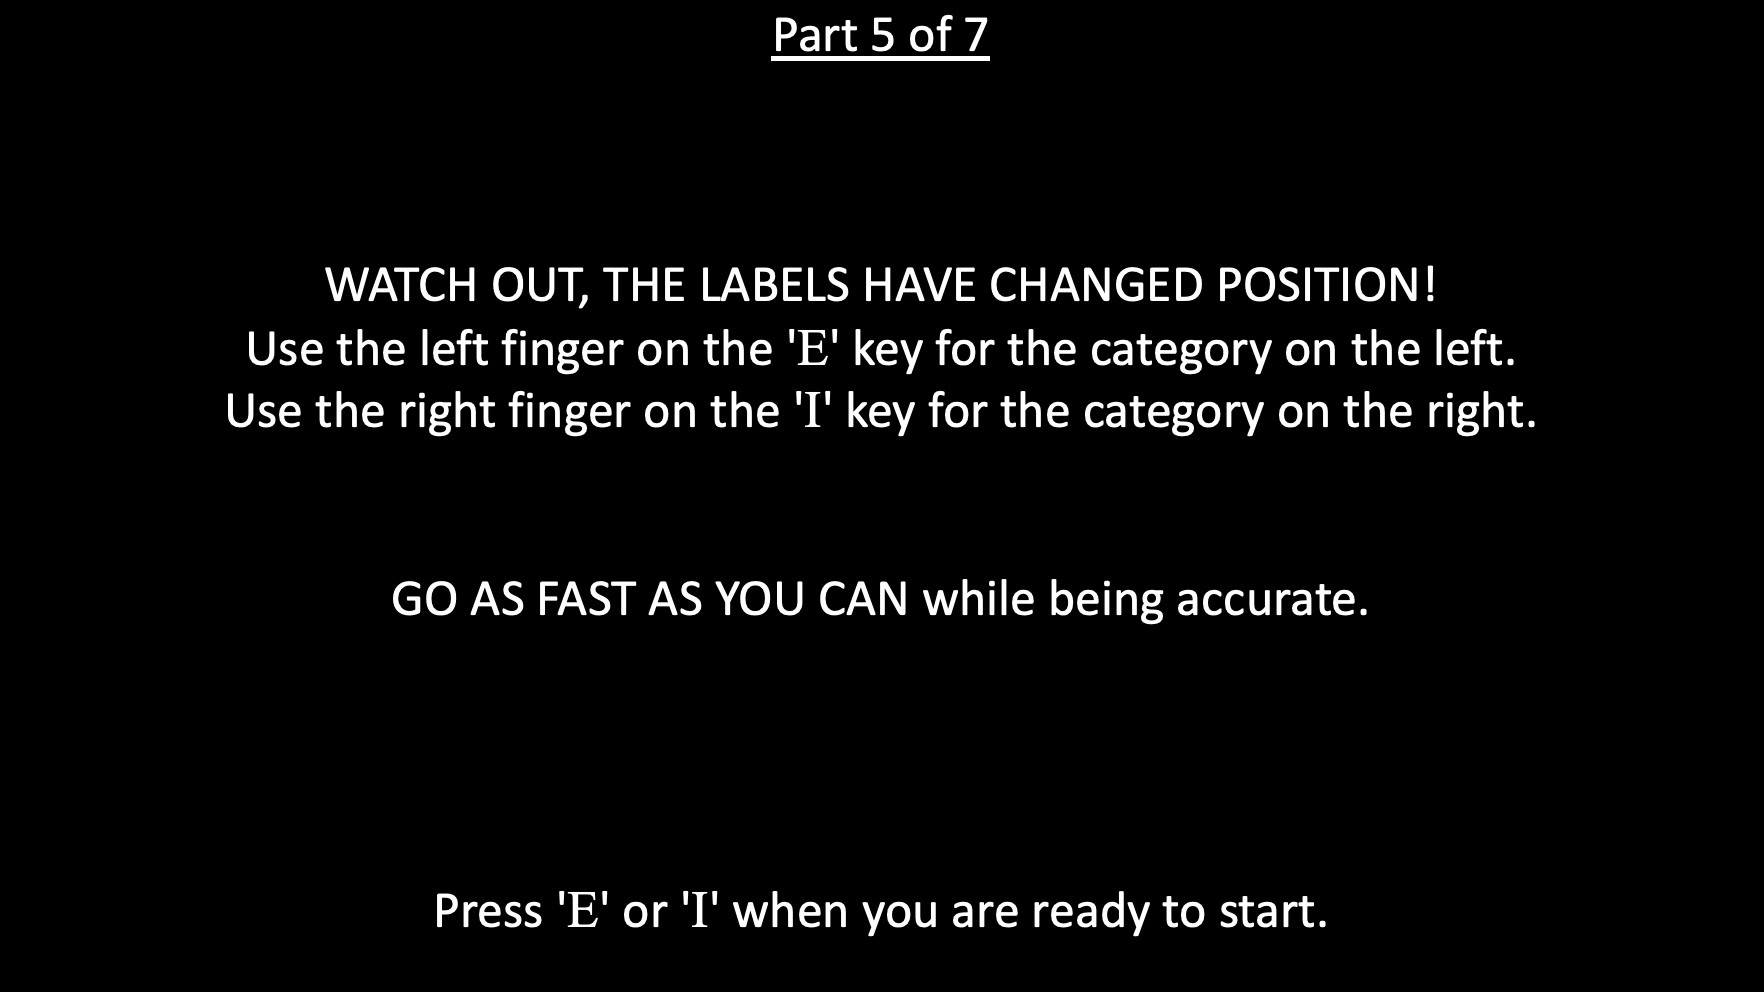 Part 5 of 7
WATCH OUT, THE LABELS HAVE CHANGED POSITION!
Use the left finger on the 'E' key for the category on the left.
Use the right finger on the 'I' key for the category on the right.
GO AS FAST AS YOU CAN while being accurate.
Press 'E' or 'I' when you are ready to start.